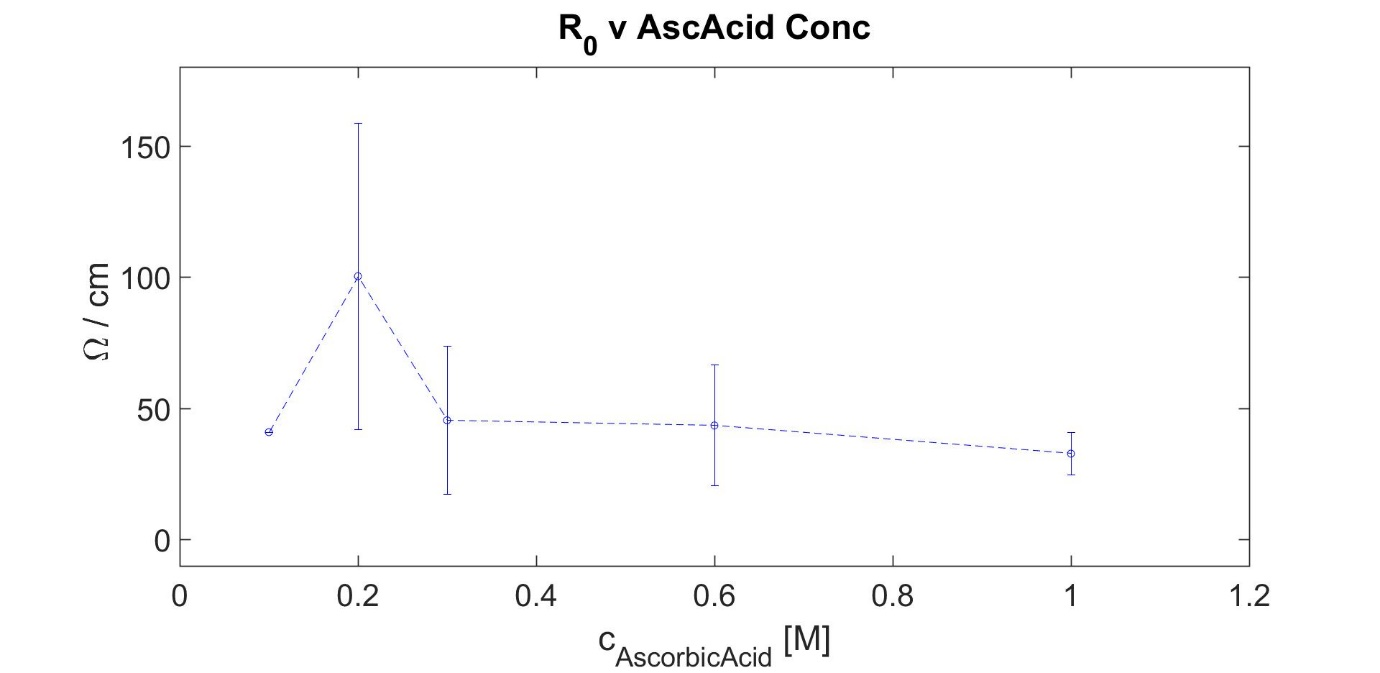 R0 v AscAcid Conc
150
100
50
0
Ω / cm
0 0.2 0.4 0.6 0.8 1 1.2
cAscorbicAcid [M]